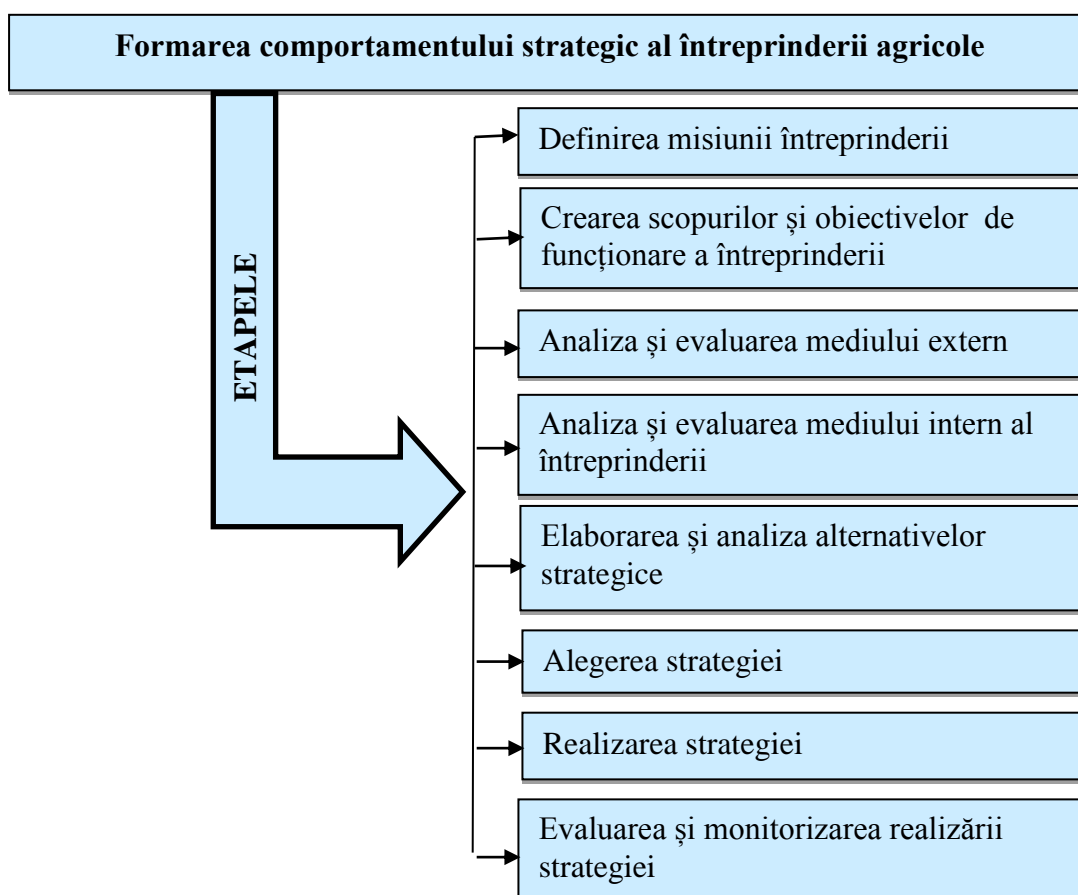 Formarea comportamentului strategic al întreprinderii agricole
ETAPELE
Definirea misiunii întreprinderii
Crearea scopurilor și obiectivelor de
funcționare a întreprinderii
Analiza și evaluarea mediului extern
Analiza și evaluarea mediului intern al
întreprinderii
Elaborarea și analiza alternativelor
strategice
Alegerea strategiei
Realizarea strategiei
Evaluarea și monitorizarea realizării
strategiei